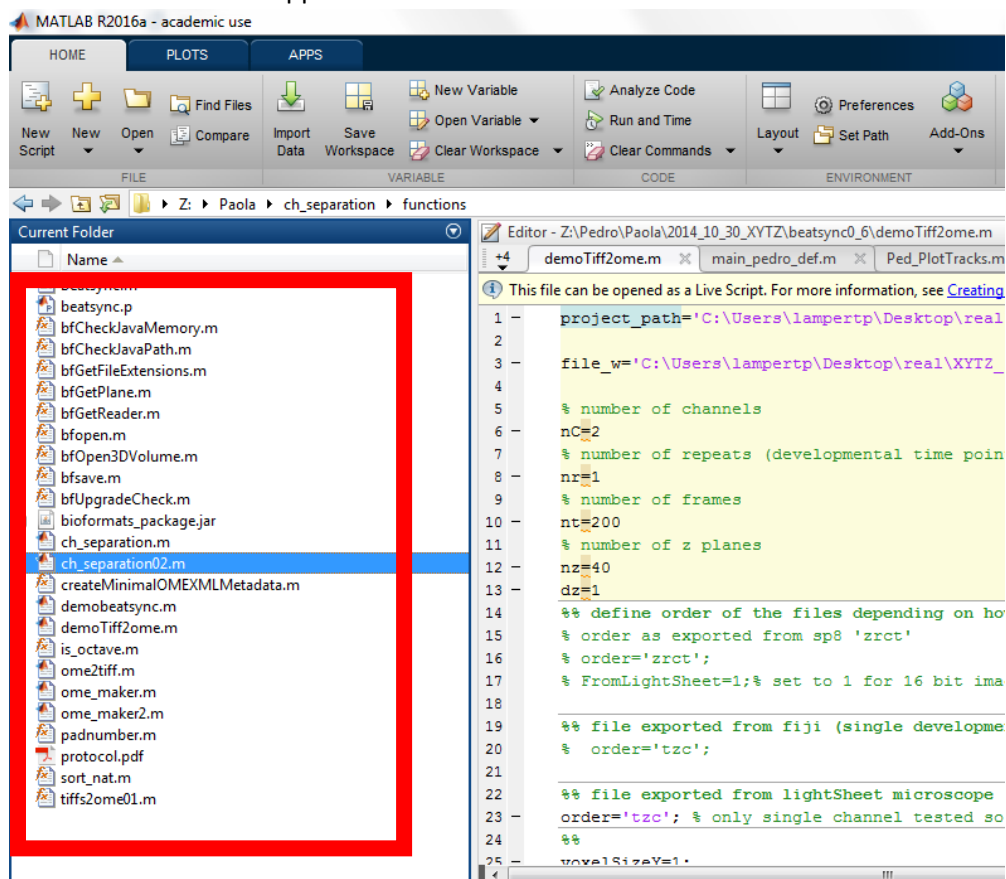 MATLAB R2016a - academic use
HOME PLOTS APPS
New Script
New
Open
Find Files
Compare
Import Data
Save Workspace
New Variable
Open Variable
Clear Workspace
Analyze Code
Run and Time
Clear Commands
Layout
Preferences
Set Path
Add-Ons
FILE VARIABLE CODE ENVIRONMENT
Z: Paola ch_separation functions
Current Folder
Name
beatsync.p
bfCheckJavaMemory.m
bfCheckJavaPath.m
bfGetFileExtensions.m
bfGetPlane.m
bfGetReader.m
bfopen.m
bfOpen3DVolume.m
bfsave.m
bfUpgradeCheck.m
bioformats_package.jar
ch_separation.m
ch_separation02.m
createMinimalOMEXMLMetadata.m
demobeatsync.m
demoTiff2ome.m
is_octave.m
ome2tiff.m
ome_maker.m
ome_maker2.m
padnumber.m
protocol.pdf
sort_nat.m
tiffs2ome01.m
Editor - Z:\Pedro\Paola\2014_10_30_XYTZ\beatsync0_6\demoTiff2ome.m
+4 demoTiff2ome.m main_pedro_def.m Ped_PlotTracks.m
This file can be opened as a Live Script. For more information, see Creating
1 - project_path='C:\Users\lampertp\Desktop\real
2
3 - file_w='C:\Users\lampertp\Desktop\real\XYTZ_
4
5 % number of channels
6 - nC=2
7 % number of repeats (developmental time poin
8 - nr=1
9 % number of frames
10 - nt=200
11 % number of z planes
12 - nz=40
13 - dz=1
14 %% define order of the files depending on ho
15 % order as exported from sp8 'zrct'
16 % order='zrct';
17 % FromLightSheet=1;% set to 1 for 16 bit ima
18
19 %% file exported from fiji (single developme
20 % order='tzc';
21
22 %% file exported from lightSheet microscope
23 - order='tzc'; % only single channel tested so
24 %%
25 - voxelSizeY=1;